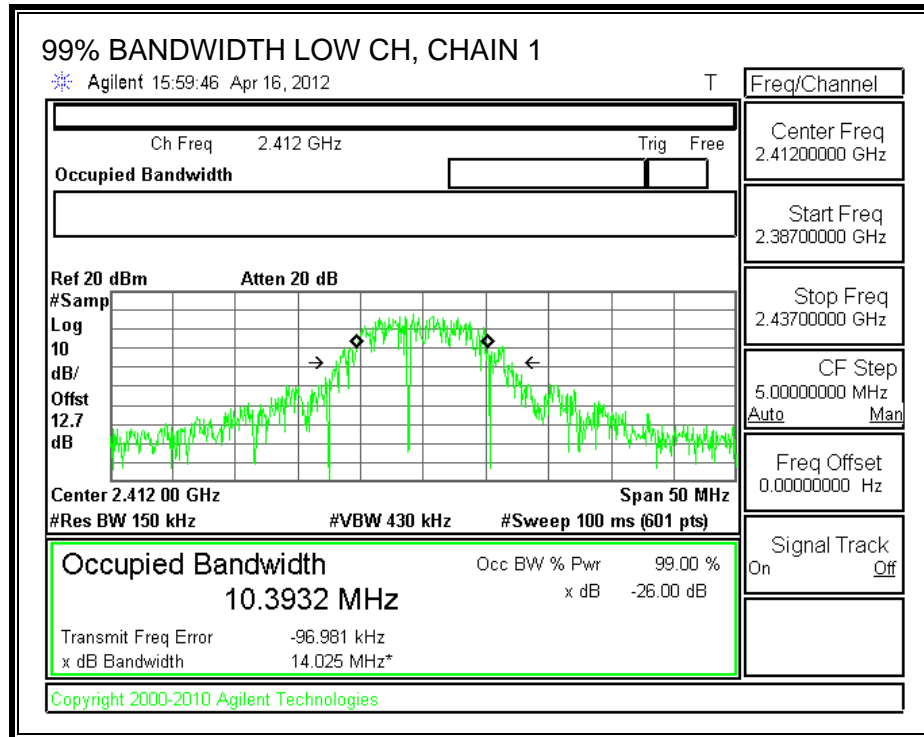 99% BANDWIDTH LOW CH, CHAIN 1
Agilent 15:59:46 Apr 16, 2012 T
Freq/Channel
Ch Freq 2.412 GHz Trig Free
Occupied Bandwidth
Center Freq
2.41200000 GHz
Start Freq
2.38700000 GHz
Stop Freq
2.43700000 GHz
CF Step
5.00000000 MHz
Auto Man
Freq Offset
0.00000000 Hz
Signal Track
On Off
Ref 20 dBm Atten 20 dB
#Samp
Log
10
dB/
Offst
12.7
dB
Center 2.412 00 GHz Span 50 MHz
#Res BW 150 kHz #VBW 430 kHz #Sweep 100 ms (601 pts)
Occupied Bandwidth Occ BW % Pwr 99.00 %
10.3932 MHz x dB -26.00 dB
Transmit Freq Error -96.981 kHz
x dB Bandwidth 14.025 MHz*
Copyright 2000-2010 Agilent Technologies